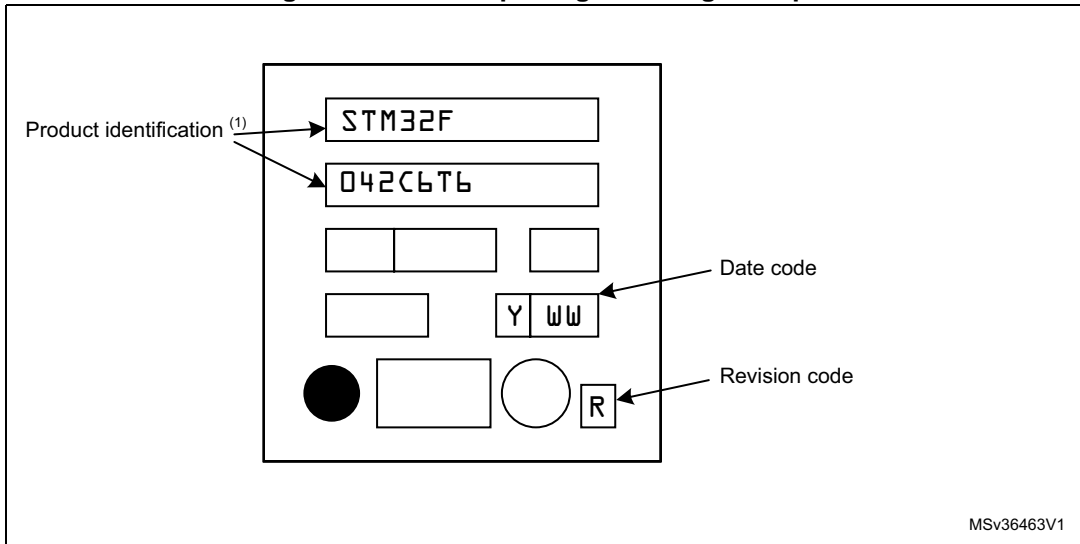 STM32F
Product identification (1)
042C6T6
Date code
Y WW
Revision code
R
MSv36463V1